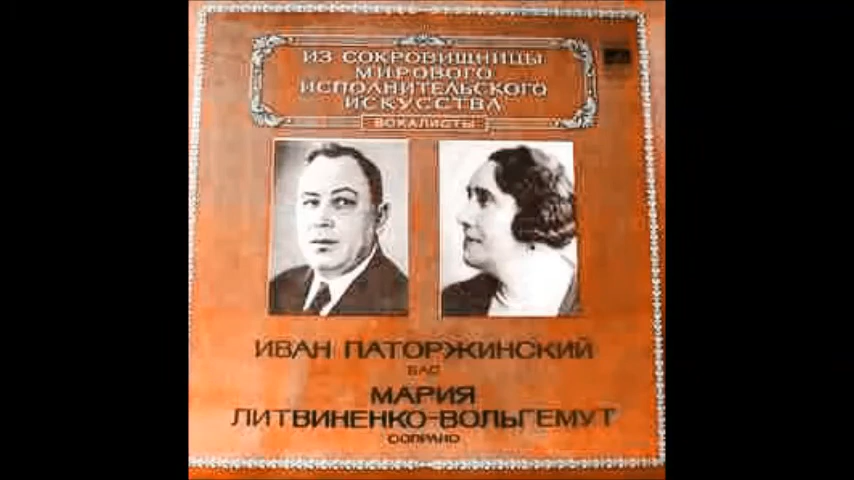 ИЗ СОКРОВИЩНИЦЫ
МИРОВОГО
ИСПОЛНИТЕЛЬСКОГО
ИСКУССТВА
ВОКАЛИСТЫ
ИВАН ПАТОРЖИНСКИЙ
БАС
МАРИЯ
ЛИТВИНЕНКО-ВОЛЬГЕМУТ
СОПРАНО